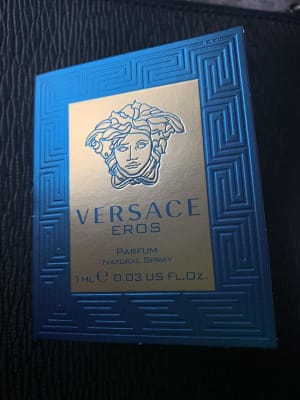 VERSACE
EROS
PARFUM
NATURAL SPRAY
1 ML ℮ 0.03 US FL.OZ.